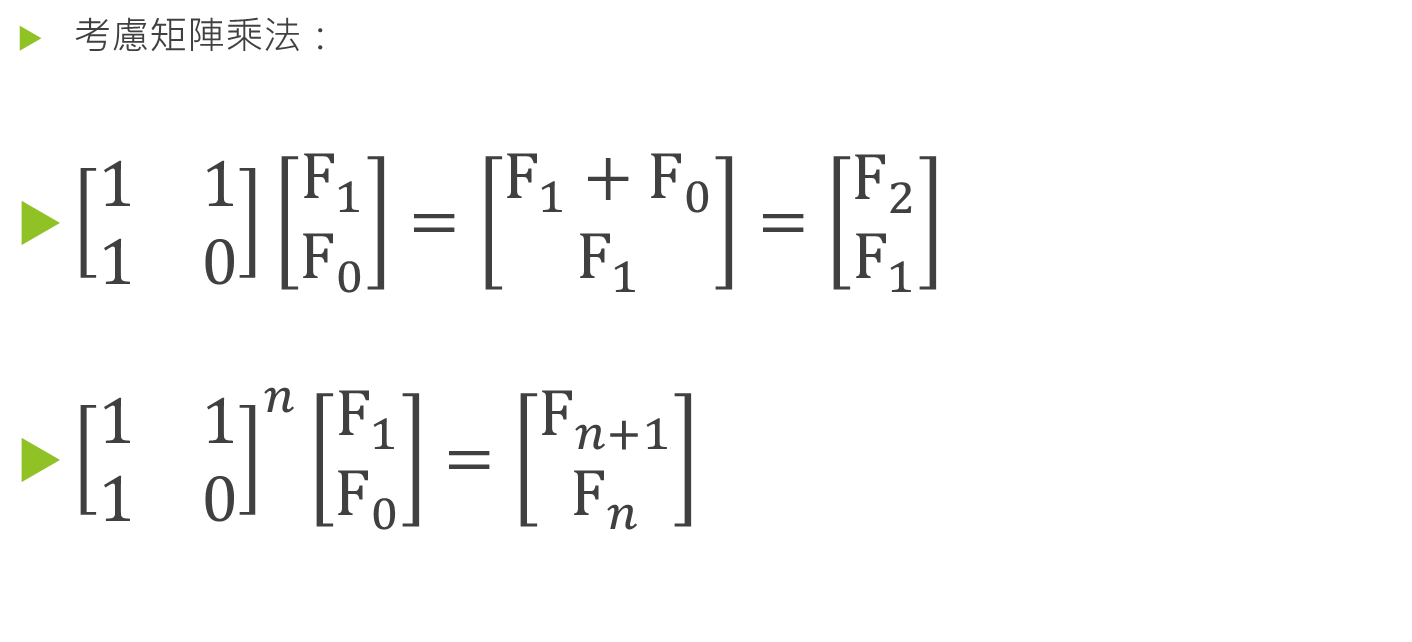 考慮矩陣乘法：
[1 1; 1 0] [F₁; F₀] = [F₁ + F₀; F₁] = [F₂; F₁]
[1 1; 1 0]ⁿ [F₁; F₀] = [Fₙ₊₁; Fₙ]